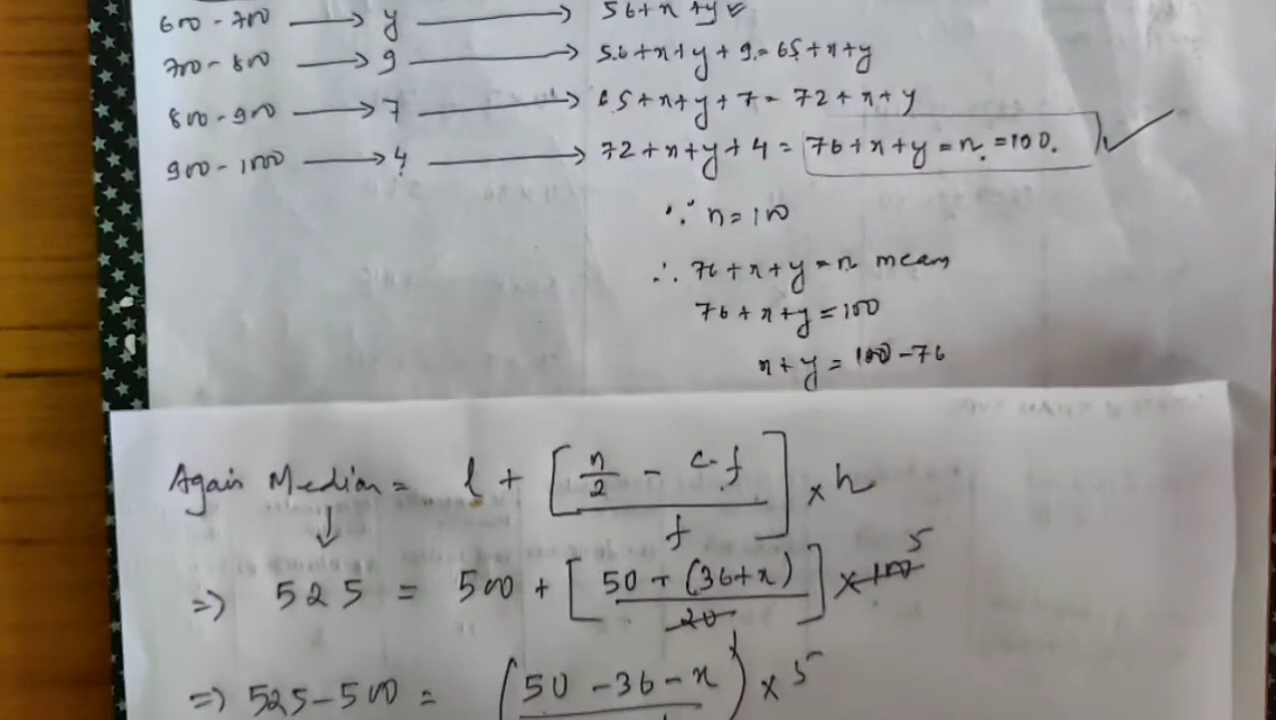 600 - 700 → y → 56+x+y ✓
700 - 800 → 9 → 56+x+y+9 = 65+x+y
800 - 900 → 7 → 65+x+y+7 = 72+x+y
900 - 1000 → 4 → 72+x+y+4 = 76+x+y = n = 100. ✓
∵ n = 100
∴ 76+x+y = n means
76+x+y = 100
x+y = 100-76
Again Median = l + [(n/2 - c.f)/f] × h
⇒ 525 = 500 + [(50 - (36+x))/20] × 100 5
⇒ 525-500 = (50-36-x) × 5